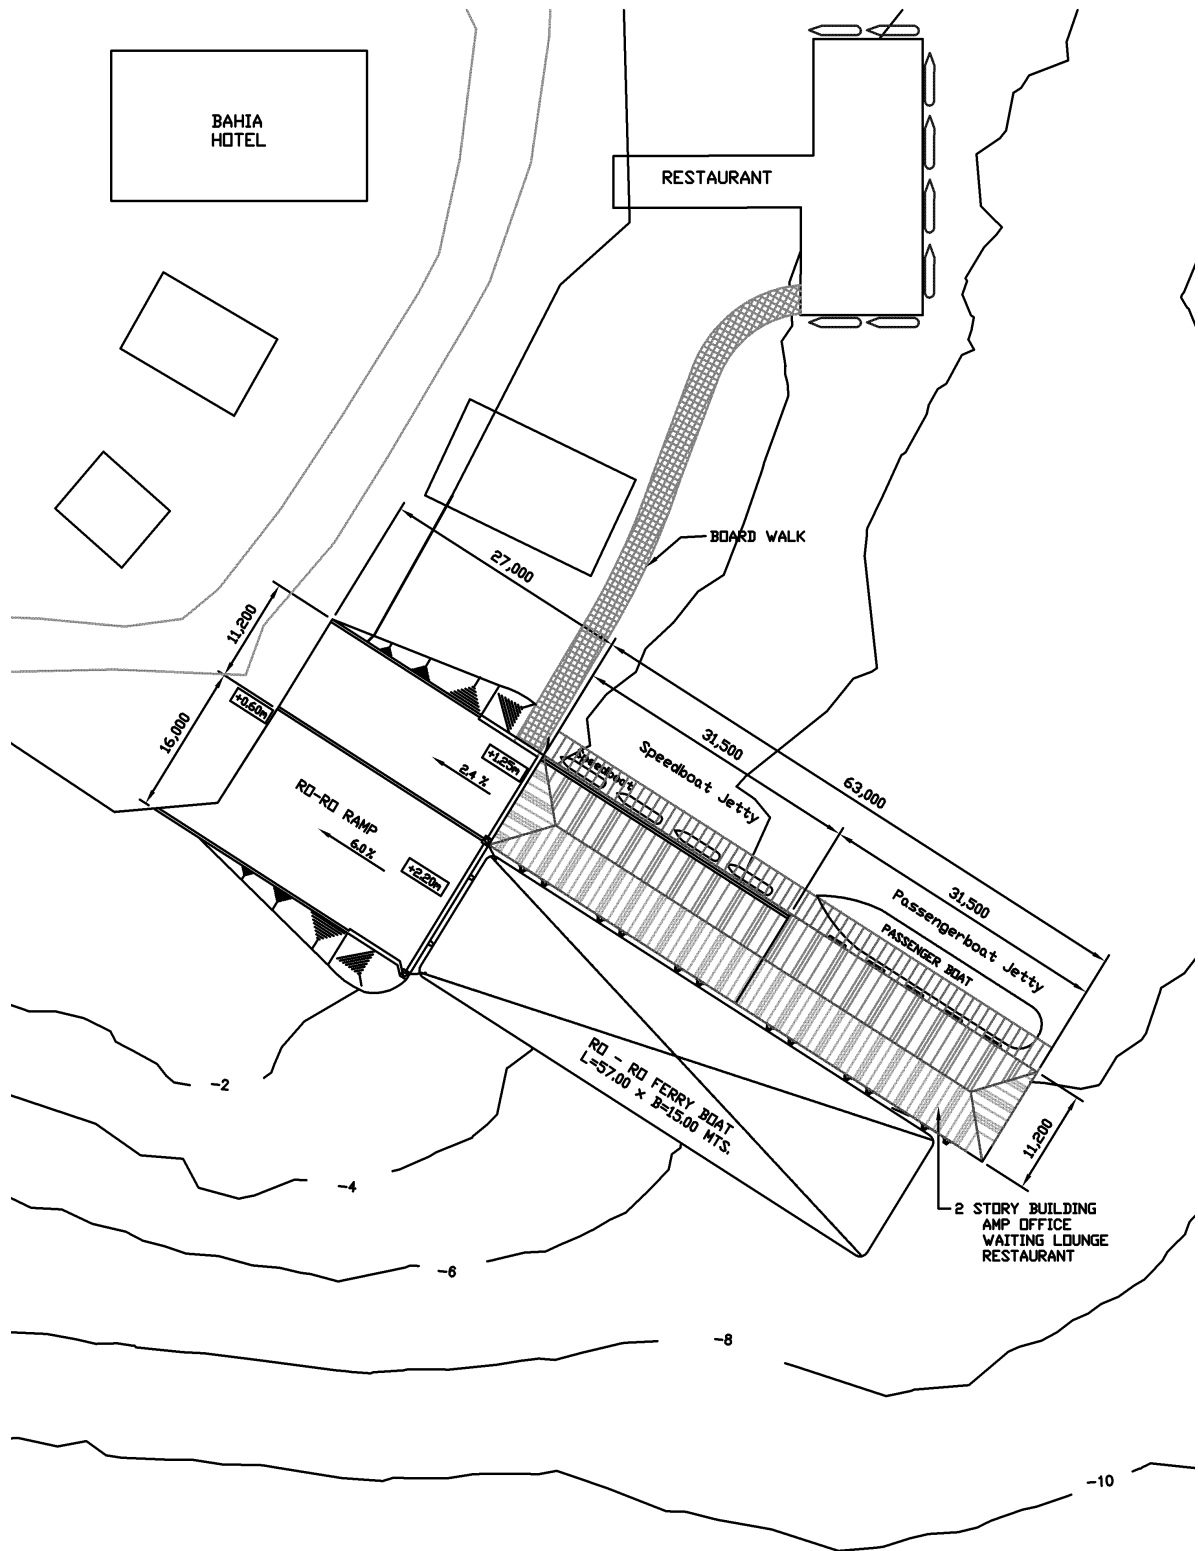 BAHIA
HOTEL
RESTAURANT
BOARD WALK
27,000
11,200
16,000
+0.60m
+1.25m
2.4 %
RO-RO RAMP
6.0 %
+2.20m
Speedboat
31,500
Speedboat Jetty
63,000
31,500
Passengerboat Jetty
PASSENGER BOAT
RO - RO FERRY BOAT
L=57.00 x B=15.00 MTS.
11,200
2 STORY BUILDING
AMP OFFICE
WAITING LOUNGE
RESTAURANT
-2
-4
-6
-8
-10